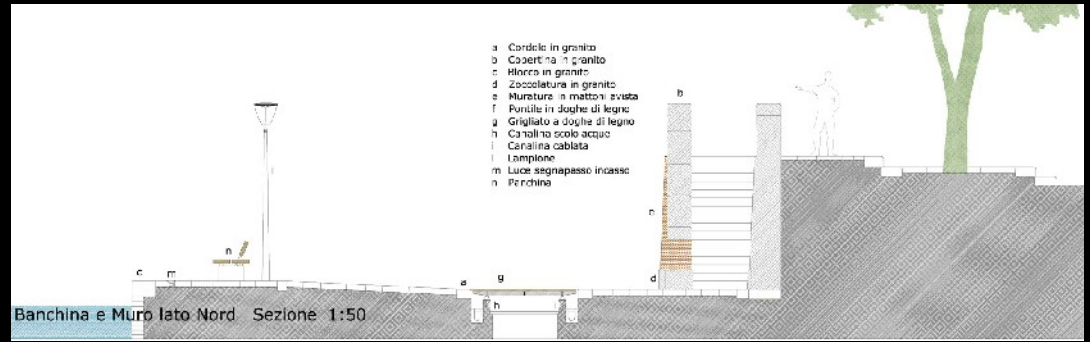 a Cordolo in granito
b Copertina in granito
c Blocco in granito
d Zoccolatura in granito
e Muratura in mattoni avista
f Pontile in doghe di legno
g Grigliato a doghe di legno
h Canalina scolo acque
i Canalina cablata
l Lampione
m Luce segnapasso incasso
n Panchina
b
n
c
m
a
g
h
d
Banchina e Muro lato Nord Sezione 1:50